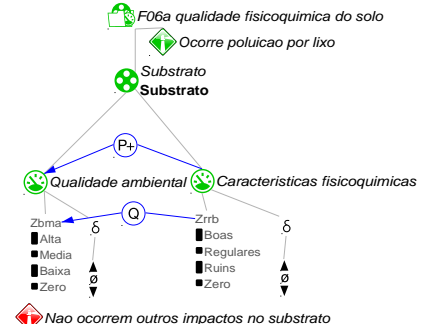 F06a qualidade fisicoquimica do solo
Ocorre poluicao por lixo
Substrato
Substrato
P+
Qualidade ambiental
Caracteristicas fisicoquimicas
Zbma
Alta
Media
Baixa
Zero
δ
ø
Q
Zrrb
Boas
Regulares
Ruins
Zero
δ
ø
Nao ocorrem outros impactos no substrato